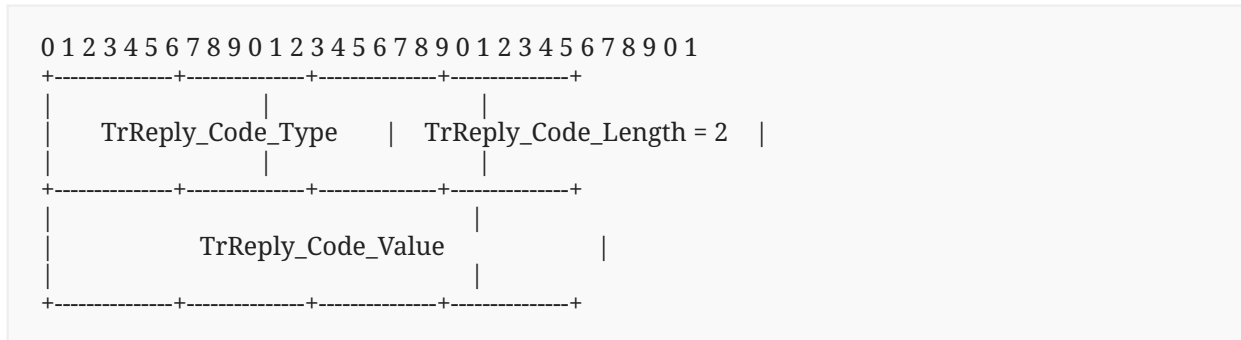 0 1 2 3 4 5 6 7 8 9 0 1 2 3 4 5 6 7 8 9 0 1 2 3 4 5 6 7 8 9 0 1
+---------------+---------------+---------------+---------------+
| | |
| TrReply_Code_Type | TrReply_Code_Length = 2 |
| | |
+---------------+---------------+---------------+---------------+
| |
| TrReply_Code_Value |
| |
+---------------+---------------+---------------+---------------+